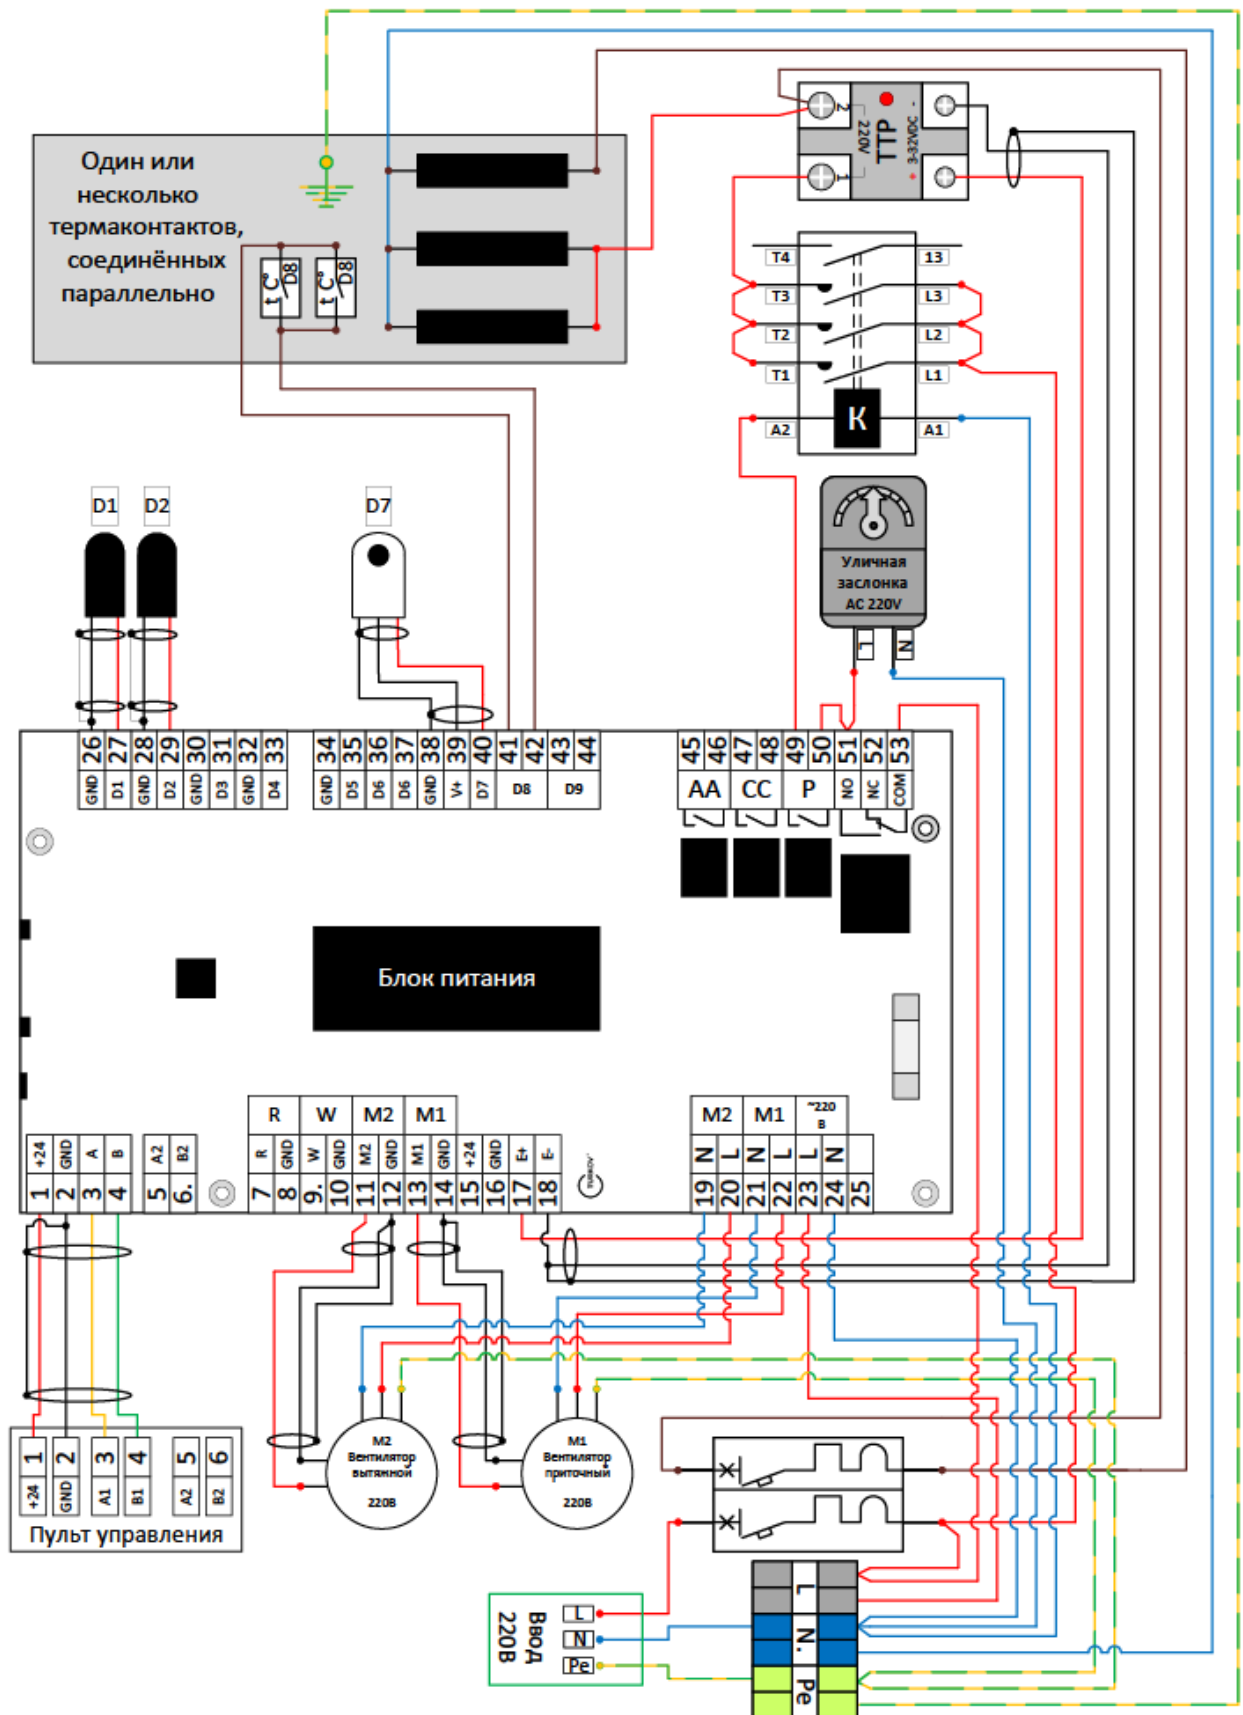 Один или
несколько
термаконтактов,
соединённых
параллельно
t C° D8
t C° D8
2
1
220V
ТТР
3-32VDC
-
+
T4
13
T3
L3
T2
L2
T1
L1
A2
К
A1
D1
D2
D7
Уличная
заслонка
AC 220V
L
N
26 27 28 29 30 31 32 33
GND D1 GND D2 GND D3 GND D4
34 35 36 37 38 39 40 41 42 43 44
GND D5 D6 D6 GND V+ D7 D8 D9
45 46 47 48 49 50 51 52 53
AA CC P NO NC COM
Блок питания
R W M2 M1
+24 GND A B A2 B2
R GND W GND M2 GND M1 GND +24 GND E+ E-
1 2 3 4 5 6.
7 8 9. 10 11 12 13 14 15 16 17 18
TURKOV
M2 M1 ~220
В
N L N L L N
19 20 21 22 23 24 25
1 2 3 4 5 6
+24 GND A1 B1 A2 B2
Пульт управления
M2
Вентилятор
вытяжной
220В
M1
Вентилятор
приточный
220В
Ввод
220В
L
N
Pe
L
N.
Pe